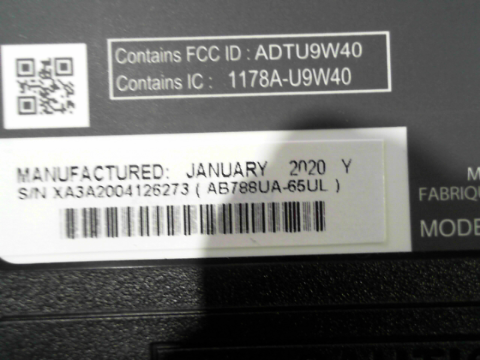 Contains FCC ID : ADTU9W40
Contains IC : 1178A-U9W40
MANUFACTURED: JANUARY 2020 Y
S/N XA3A2004126273 ( AB788UA-65UL )
M
FABRIQU
MODE